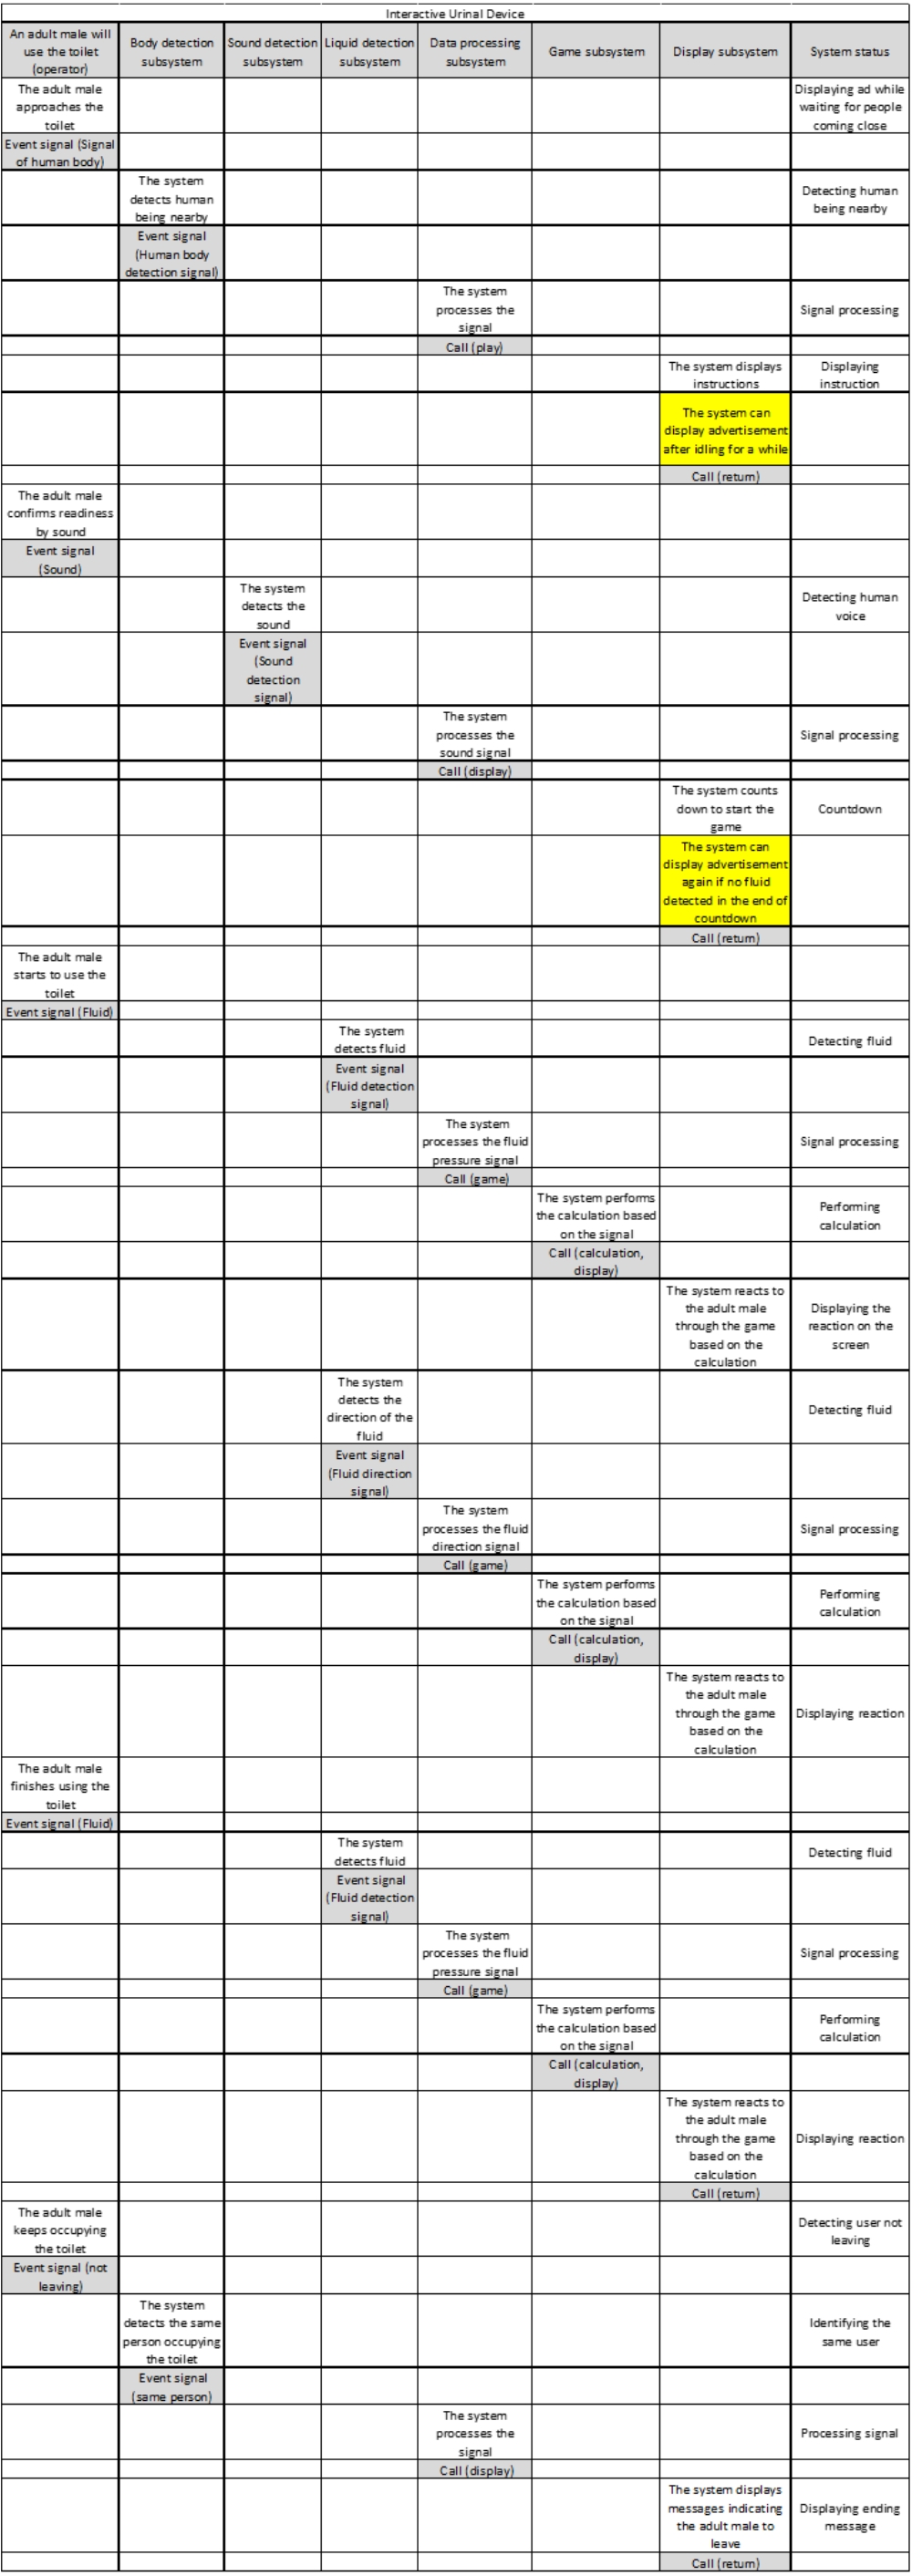 Interactive Urinal Device
An adult male will
use the toilet
(operator)
Body detection
subsystem
Sound detection
subsystem
Liquid detection
subsystem
Data processing
subsystem
Game subsystem
Display subsystem
System status
The adult male
approaches the
toilet
Displaying ad while
waiting for people
coming close
Event signal (Signal
of human body)
The system
detects human
being nearby
Detecting human
being nearby
Event signal
(Human body
detection signal)
The system
processes the
signal
Signal processing
Call (play)
The system displays
instructions
Displaying
instruction
The system can
display advertisement
after idling for a while
Call (return)
The adult male
confirms readiness
by sound
Event signal
(Sound)
The system
detects the
sound
Detecting human
voice
Event signal
(Sound
detection
signal)
The system
processes the
sound signal
Signal processing
Call (display)
The system counts
down to start the
game
Countdown
The system can
display advertisement
again if no fluid
detected in the end of
countdown
Call (return)
The adult male
starts to use the
toilet
Event signal (Fluid)
The system
detects fluid
Detecting fluid
Event signal
(Fluid detection
signal)
The system
processes the fluid
pressure signal
Signal processing
Call (game)
The system performs
the calculation based
on the signal
Performing
calculation
Call (calculation,
display)
The system reacts to
the adult male
through the game
based on the
calculation
Displaying the
reaction on the
screen
The system
detects the
direction of the
fluid
Detecting fluid
Event signal
(Fluid direction
signal)
The system
processes the fluid
direction signal
Signal processing
Call (game)
The system performs
the calculation based
on the signal
Performing
calculation
Call (calculation,
display)
The system reacts to
the adult male
through the game
based on the
calculation
Displaying reaction
The adult male
finishes using the
toilet
Event signal (Fluid)
The system
detects fluid
Detecting fluid
Event signal
(Fluid detection
signal)
The system
processes the fluid
pressure signal
Signal processing
Call (game)
The system performs
the calculation based
on the signal
Performing
calculation
Call (calculation,
display)
The system reacts to
the adult male
through the game
based on the
calculation
Displaying reaction
Call (return)
The adult male
keeps occupying
the toilet
Detecting user not
leaving
Event signal (not
leaving)
The system
detects the same
person occupying
the toilet
Identifying the
same user
Event signal
(same person)
The system
processes the
signal
Processing signal
Call (display)
The system displays
messages indicating
the adult male to
leave
Displaying ending
message
Call (return)